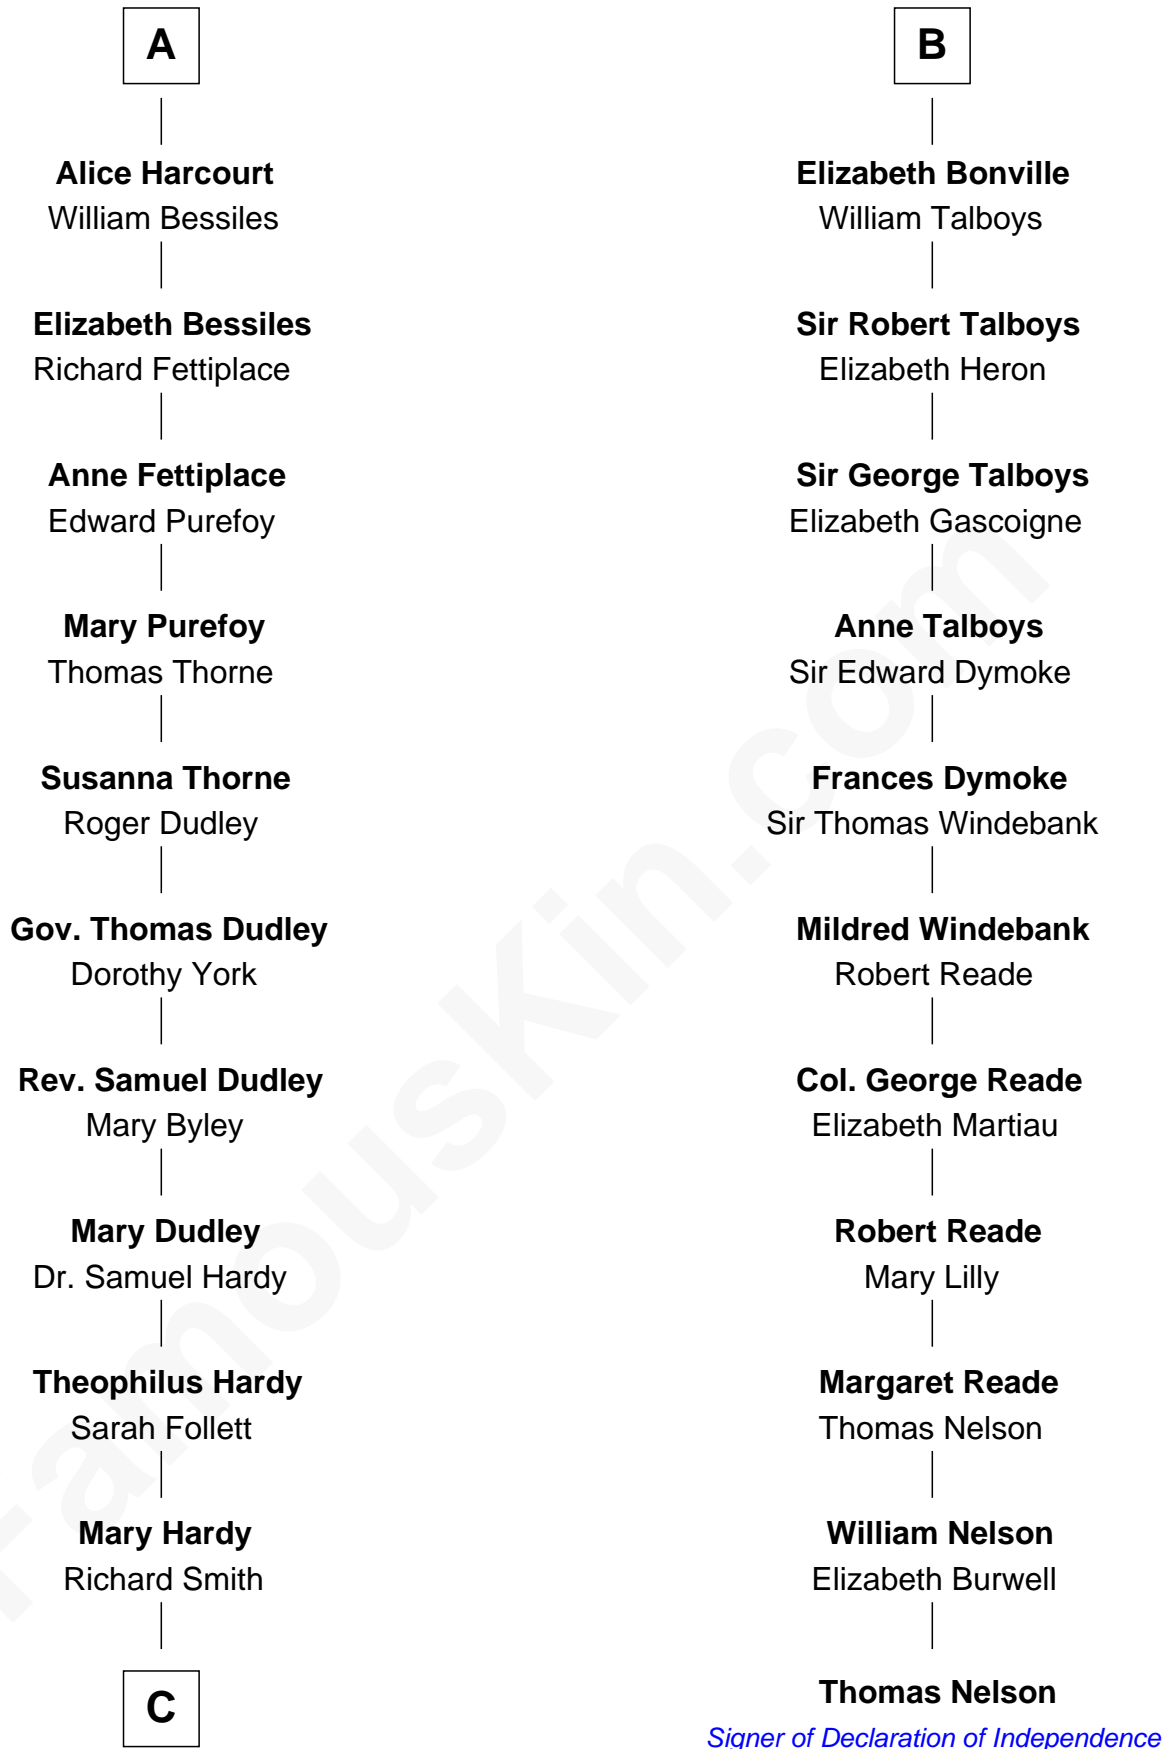 A
Alice Harcourt
William Bessiles
Elizabeth Bessiles
Richard Fettiplace
Anne Fettiplace
Edward Purefoy
Mary Purefoy
Thomas Thorne
Susanna Thorne
Roger Dudley
Gov. Thomas Dudley
Dorothy York
Rev. Samuel Dudley
Mary Byley
Mary Dudley
Dr. Samuel Hardy
Theophilus Hardy
Sarah Follett
Mary Hardy
Richard Smith
C
B
Elizabeth Bonville
William Talboys
Sir Robert Talboys
Elizabeth Heron
Sir George Talboys
Elizabeth Gascoigne
Anne Talboys
Sir Edward Dymoke
Frances Dymoke
Sir Thomas Windebank
Mildred Windebank
Robert Reade
Col. George Reade
Elizabeth Martiau
Robert Reade
Mary Lilly
Margaret Reade
Thomas Nelson
William Nelson
Elizabeth Burwell
Thomas Nelson
Signer of Declaration of Independence
FamousKin.com